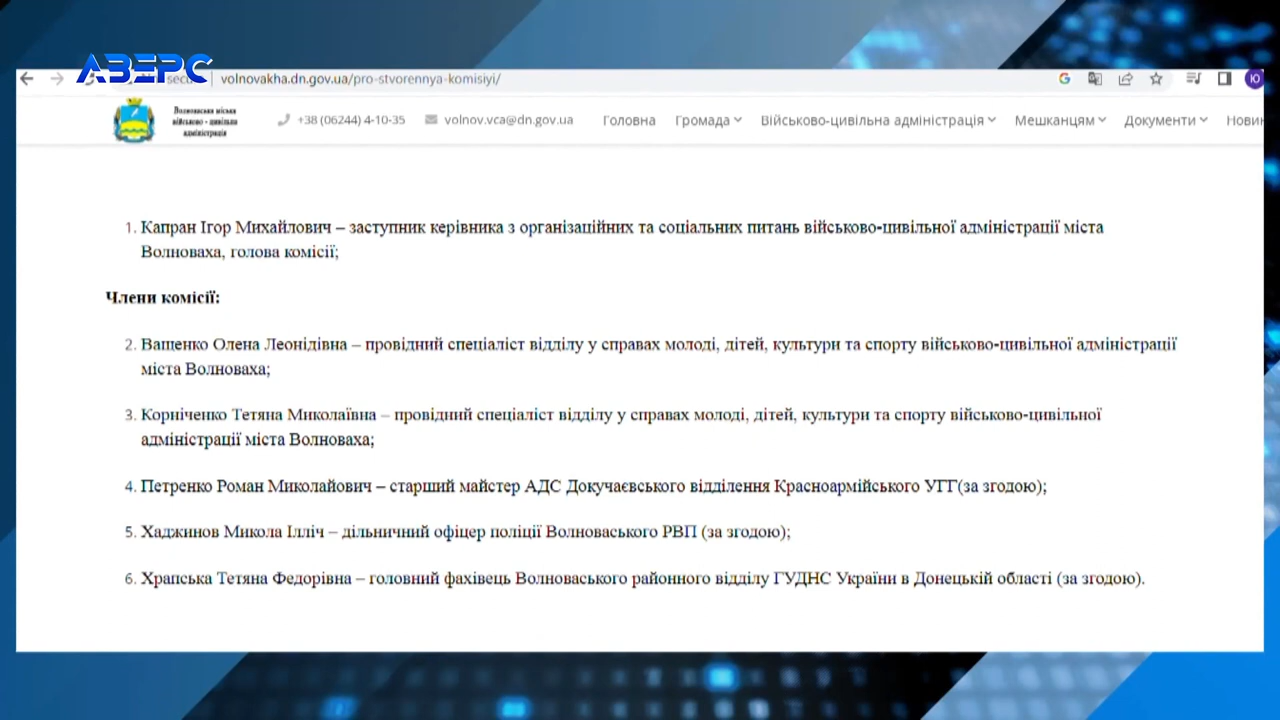 АВЕРС
volnovakha.dn.gov.ua/pro-stvorennya-komisiyi/
Ю
Волноваська міська
військово - цивільна
адміністрація
+38 (06244) 4-10-35
volnov.vca@dn.gov.ua
Головна
Громада
Військово-цивільна адміністрація
Мешканцям
Документи
Новин
1. Капран Ігор Михайлович – заступник керівника з організаційних та соціальних питань військово-цивільної адміністрації міста
Волноваха, голова комісії;
Члени комісії:
2. Ващенко Олена Леонідівна – провідний спеціаліст відділу у справах молоді, дітей, культури та спорту військово-цивільної адміністрації
міста Волноваха;
3. Корніченко Тетяна Миколаївна – провідний спеціаліст відділу у справах молоді, дітей, культури та спорту військово-цивільної
адміністрації міста Волноваха;
4. Петренко Роман Миколайович – старший майстер АДС Докучаєвського відділення Красноармійського УГГ(за згодою);
5. Хаджинов Микола Ілліч – дільничний офіцер поліції Волноваського РВП (за згодою);
6. Храпська Тетяна Федорівна – головний фахівець Волноваського районного відділу ГУДНС України в Донецькій області (за згодою).